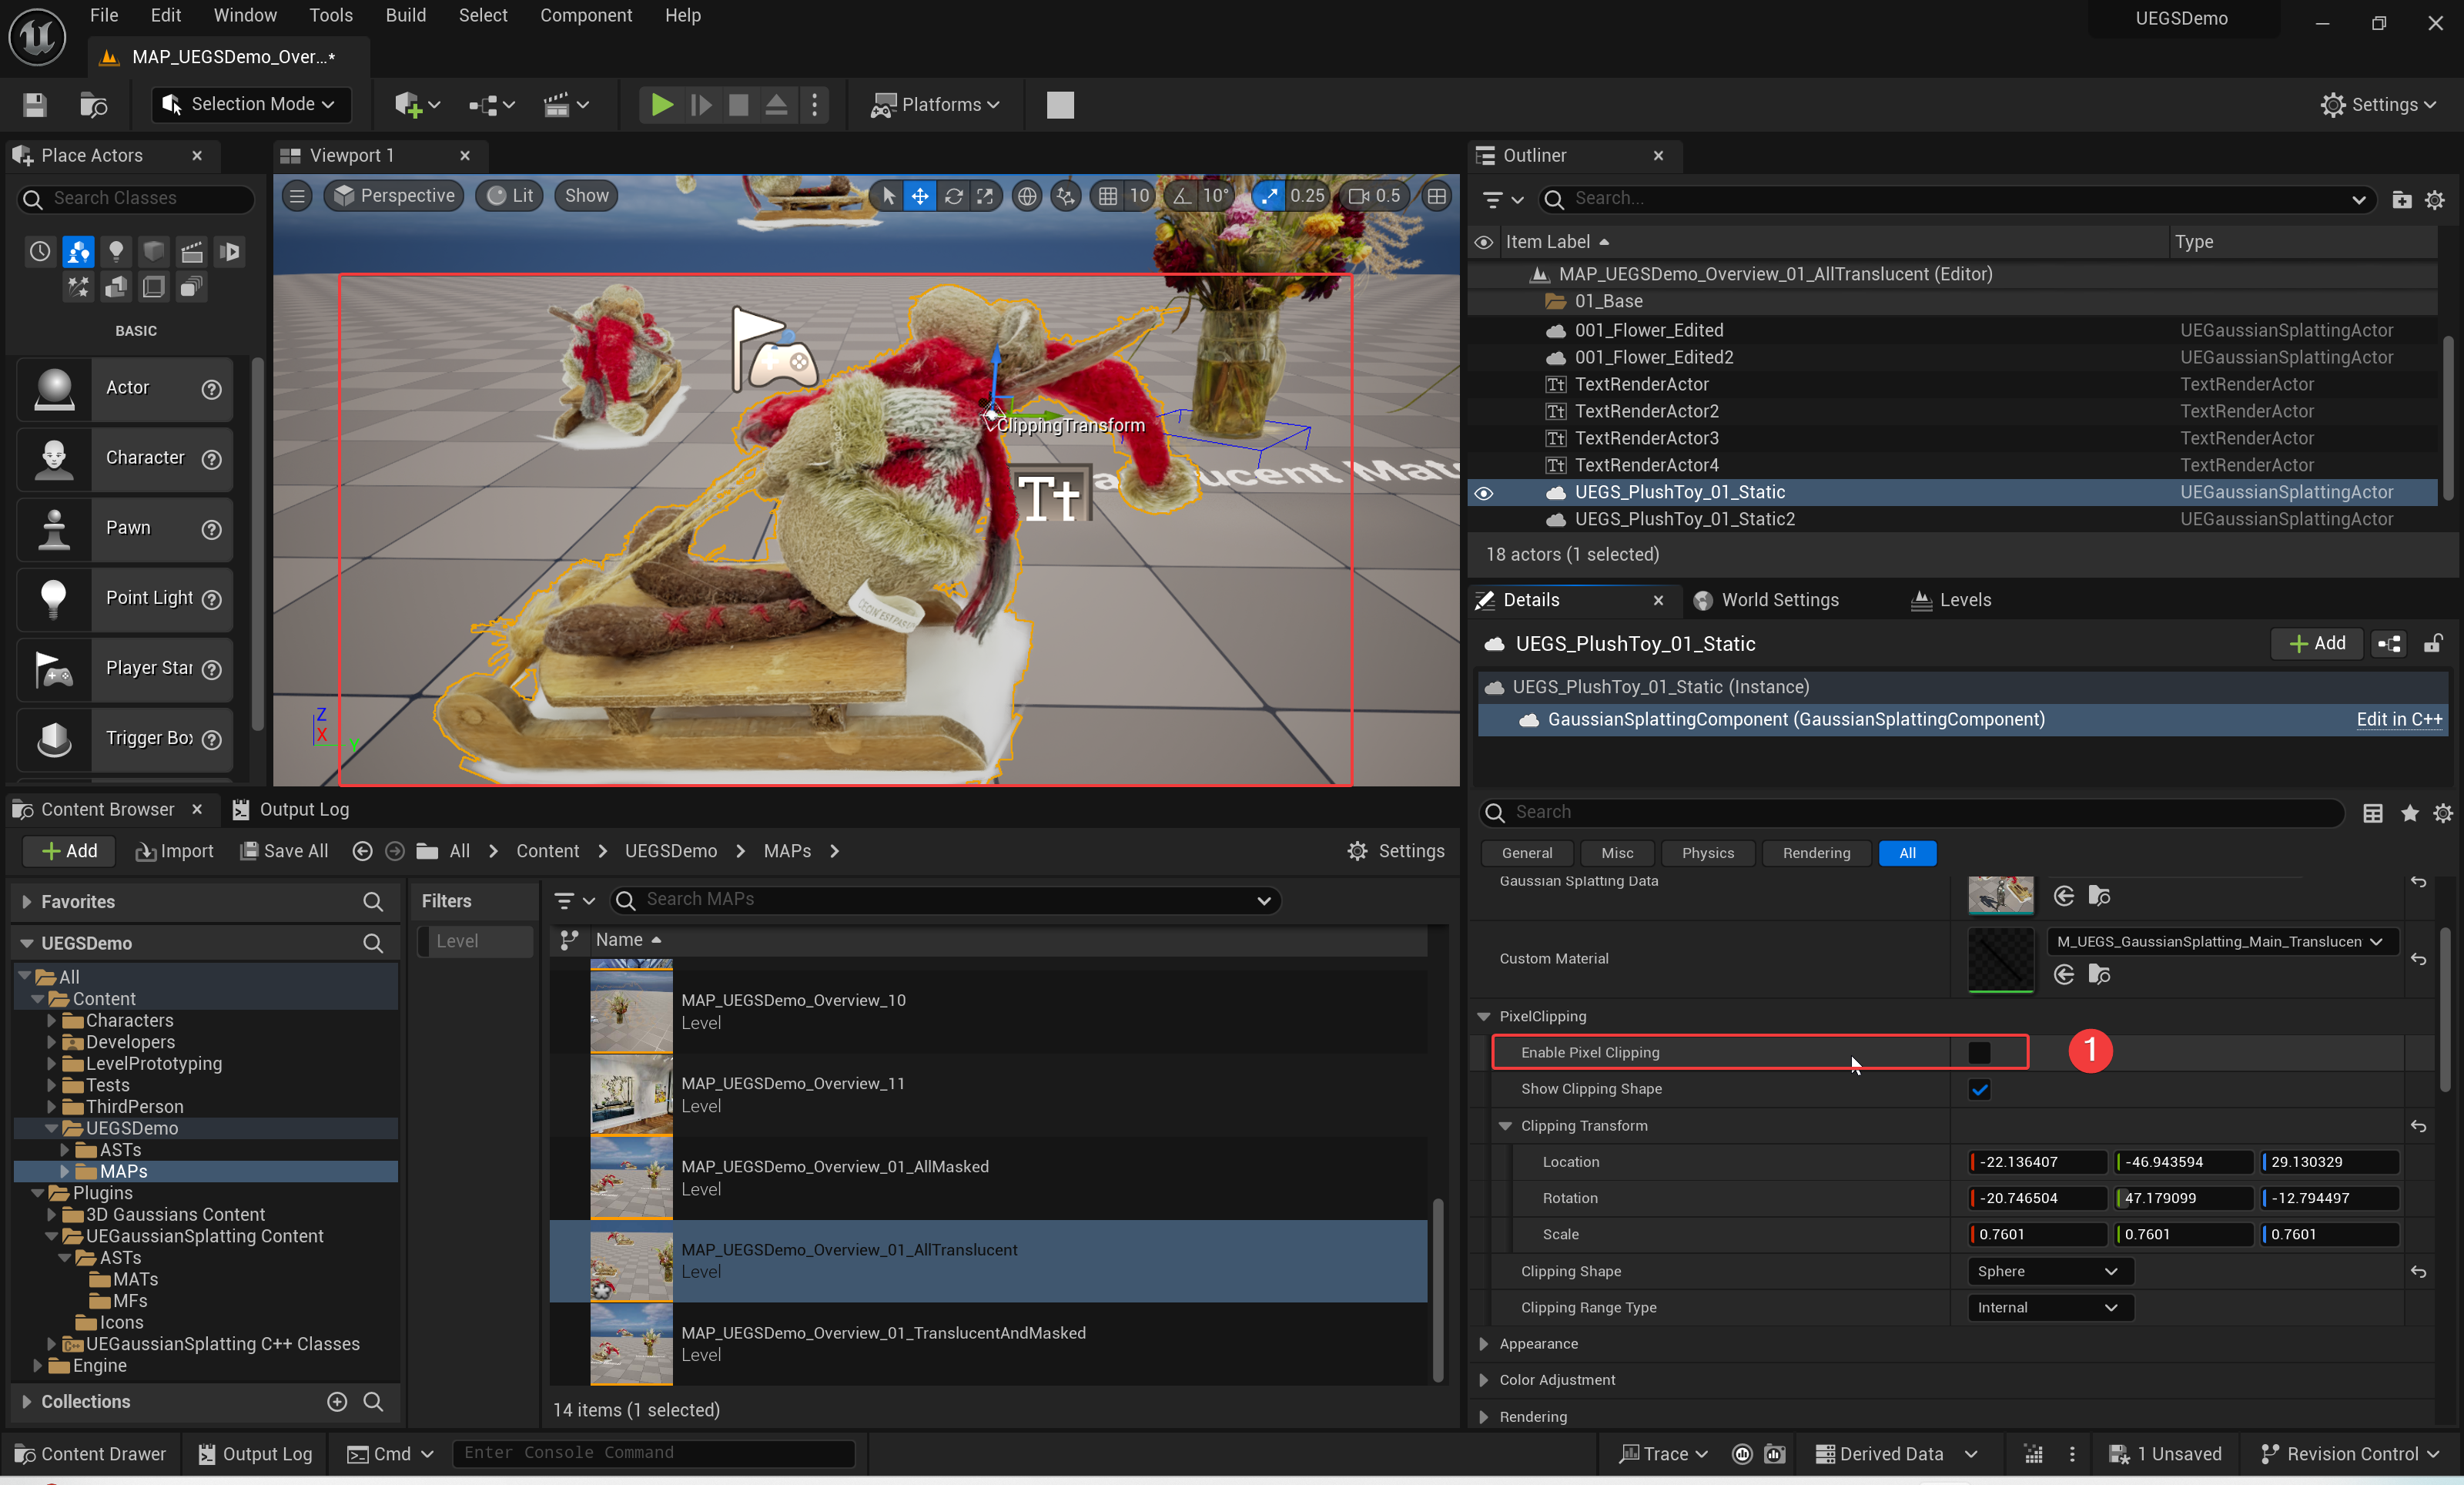 File Edit Window Tools Build Select Component Help
UEGSDemo
MAP_UEGSDemo_Over...*
Selection Mode
Platforms
Settings
Place Actors
Search Classes
BASIC
Actor
Character
Pawn
Point Light
Player Star
Trigger Box
Viewport 1
Perspective Lit Show 10 10° 0.25 0.5
ClippingTransform
Tt
ucent Mat
Z
X
Y
Outliner
Search...
Item Label Type
MAP_UEGSDemo_Overview_01_AllTranslucent (Editor)
01_Base
001_Flower_Edited UEGaussianSplattingActor
001_Flower_Edited2 UEGaussianSplattingActor
Tt TextRenderActor TextRenderActor
Tt TextRenderActor2 TextRenderActor
Tt TextRenderActor3 TextRenderActor
Tt TextRenderActor4 TextRenderActor
UEGS_PlushToy_01_Static UEGaussianSplattingActor
UEGS_PlushToy_01_Static2 UEGaussianSplattingActor
18 actors (1 selected)
Details World Settings Levels
UEGS_PlushToy_01_Static Add
UEGS_PlushToy_01_Static (Instance)
GaussianSplattingComponent (GaussianSplattingComponent) Edit in C++
Search
General Misc Physics Rendering All
Gaussian Splatting Data
Custom Material M_UEGS_GaussianSplatting_Main_Translucen
PixelClipping
Enable Pixel Clipping 1
Show Clipping Shape
Clipping Transform
Location -22.136407 -46.943594 29.130329
Rotation -20.746504 47.179099 -12.794497
Scale 0.7601 0.7601 0.7601
Clipping Shape Sphere
Clipping Range Type Internal
Appearance
Color Adjustment
Rendering
Content Browser Output Log
Add Import Save All All > Content > UEGSDemo > MAPs > Settings
Favorites
UEGSDemo
All
Content
Characters
Developers
LevelPrototyping
Tests
ThirdPerson
UEGSDemo
ASTs
MAPs
Plugins
3D Gaussians Content
UEGaussianSplatting Content
ASTs
MATs
MFs
Icons
UEGaussianSplatting C++ Classes
Engine
Collections
Filters
Level
Search MAPs
Name
MAP_UEGSDemo_Overview_10
Level
MAP_UEGSDemo_Overview_11
Level
MAP_UEGSDemo_Overview_01_AllMasked
Level
MAP_UEGSDemo_Overview_01_AllTranslucent
Level
MAP_UEGSDemo_Overview_01_TranslucentAndMasked
Level
14 items (1 selected)
Content Drawer Output Log Cmd Enter Console Command Trace Derived Data 1 Unsaved Revision Control